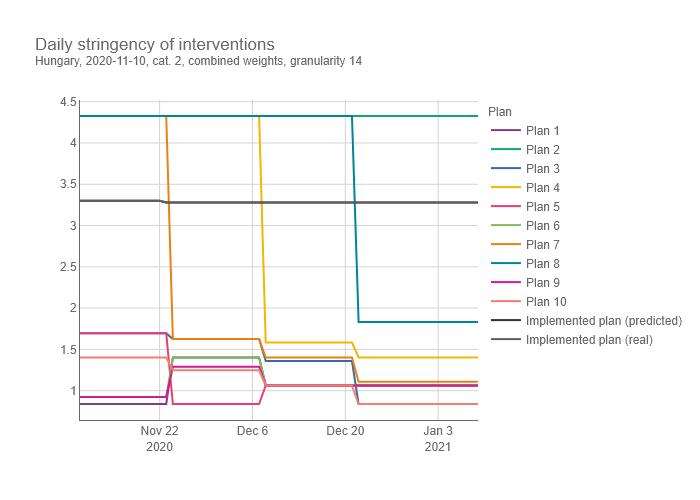 Daily stringency of interventions
Hungary, 2020-11-10, cat. 2, combined weights, granularity 14
4.5
4
3.5
3
2.5
2
1.5
1
Nov 22
2020
Dec 6
Dec 20
Jan 3
2021
Plan
Plan 1
Plan 2
Plan 3
Plan 4
Plan 5
Plan 6
Plan 7
Plan 8
Plan 9
Plan 10
Implemented plan (predicted)
Implemented plan (real)